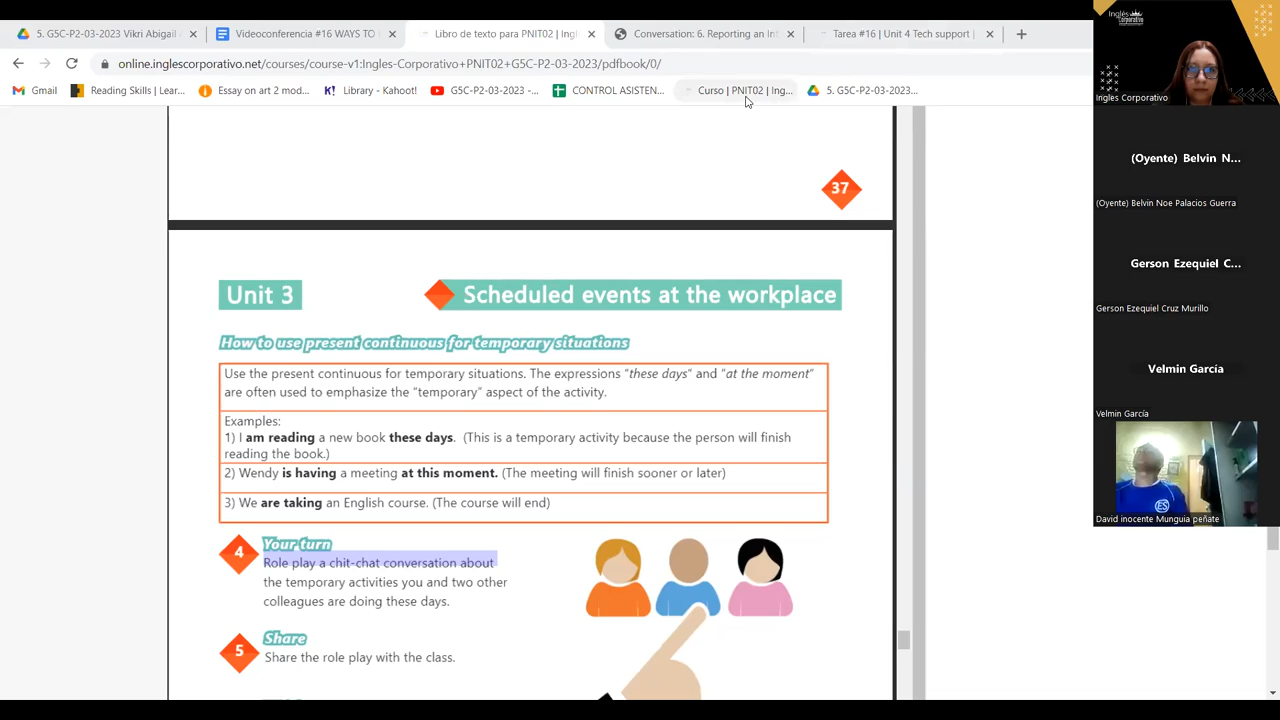 5. G5C-P2-03-2023 Vikri Abigail
Videoconferencia #16 WAYS TO
Libro de texto para PNIT02 | Ingl
Conversation: 6. Reporting an Int
Tarea #16 | Unit 4 Tech support |
online.inglescorporativo.net/courses/course-v1:Ingles-Corporativo+PNIT02+G5C-P2-03-2023/pdfbook/0/
Gmail
Reading Skills | Lear...
Essay on art 2 mod...
Library - Kahoot!
G5C-P2-03-2023 -...
CONTROL ASISTEN...
Curso | PNIT02 | Ing...
5. G5C-P2-03-2023...
37
Unit 3
Scheduled events at the workplace
How to use present continuous for temporary situations
Use the present continuous for temporary situations. The expressions "these days" and "at the moment"
are often used to emphasize the "temporary" aspect of the activity.
Examples:
1) I am reading a new book these days. (This is a temporary activity because the person will finish
reading the book.)
2) Wendy is having a meeting at this moment. (The meeting will finish sooner or later)
3) We are taking an English course. (The course will end)
4
Your turn
Role play a chit-chat conversation about
the temporary activities you and two other
colleagues are doing these days.
5
Share
Share the role play with the class.
Inglés
Corporativo
Ingles Corporativo
(Oyente) Belvin N...
(Oyente) Belvin Noe Palacios Guerra
Gerson Ezequiel C...
Gerson Ezequiel Cruz Murillo
Velmin García
Velmin García
ES
David inocente Munguia peñate